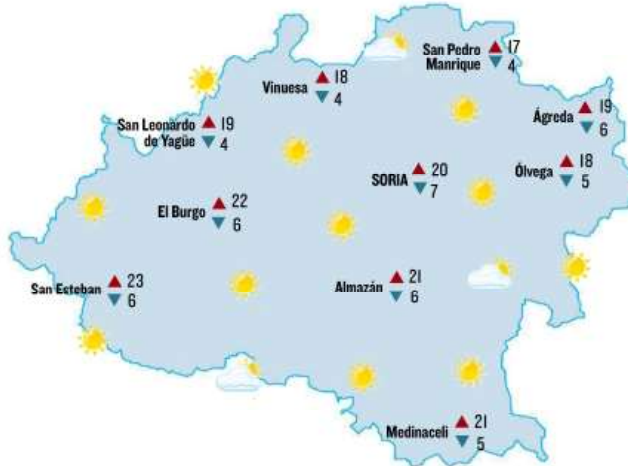 San Pedro
Manrique
17
4
Vinuesa
18
4
Ágreda
19
6
San Leonardo
de Yagüe
19
4
Ólvega
18
5
SORIA
20
7
El Burgo
22
6
San Esteban
23
6
Almazán
21
6
Medinaceli
21
5